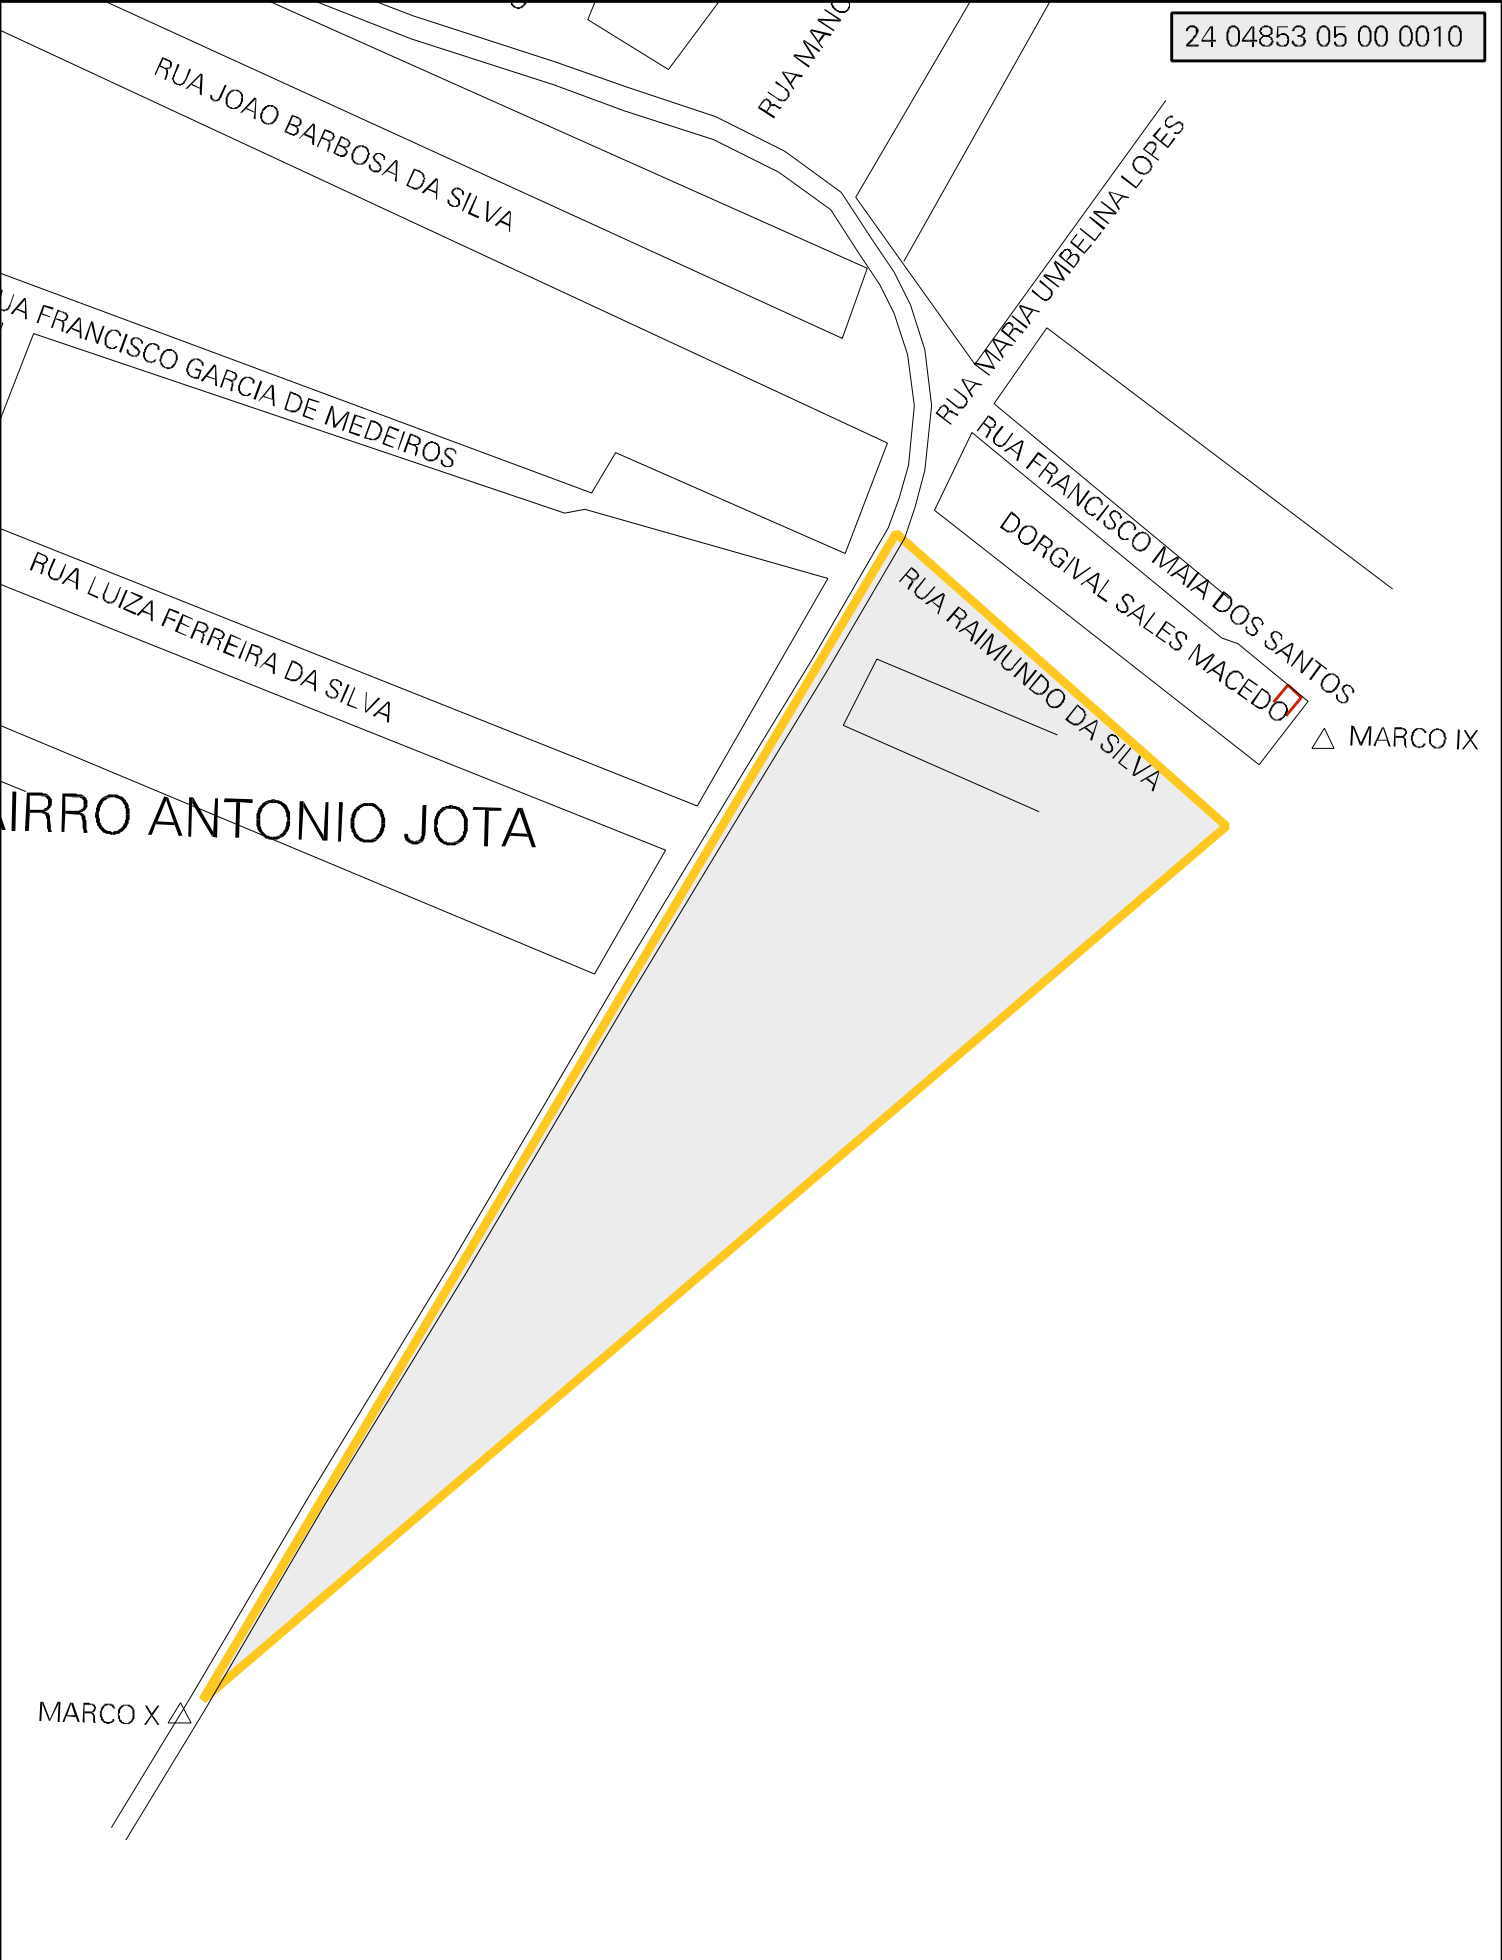 24 04853 05 00 0010
RUA JOAO BARBOSA DA SILVA
RUA MARIA UMBELINA LOPES
FRANCISCO GARCIA DE MEDEIROS
RUA FRANCISCO MAIA DOS SANTOS
DORGIVAL SALES MACEDO
RUA LUIZA FERREIRA DA SILVA
RUA RAIMUNDO DA SILVA
MARCO IX
ANTONIO JOTA
MARCO X
RUA